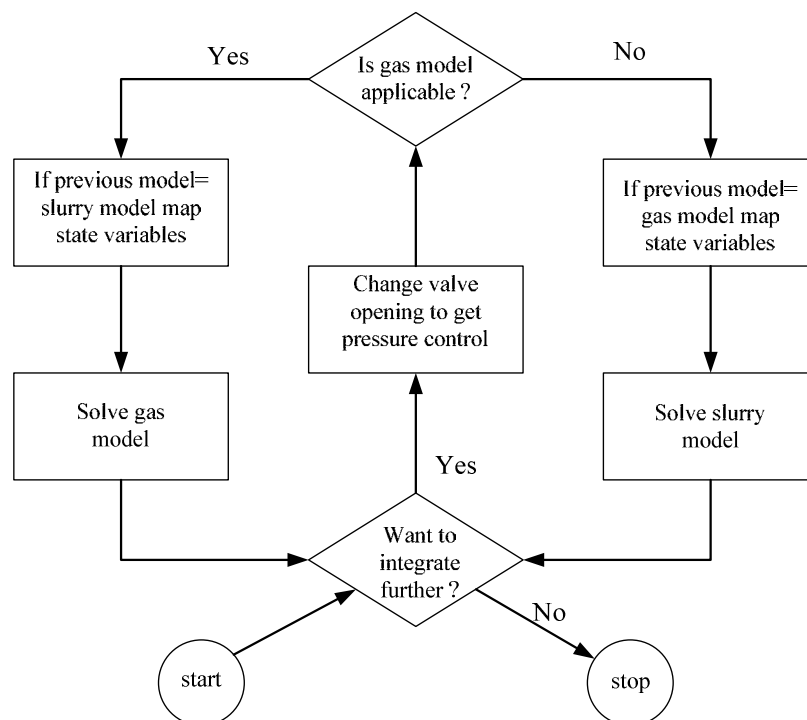 Yes
Is gas model
applicable ?
No
If previous model=
slurry model map
state variables
If previous model=
gas model map
state variables
Change valve
opening to get
pressure control
Solve gas
model
Solve slurry
model
Yes
Want to
integrate
further ?
No
start
stop